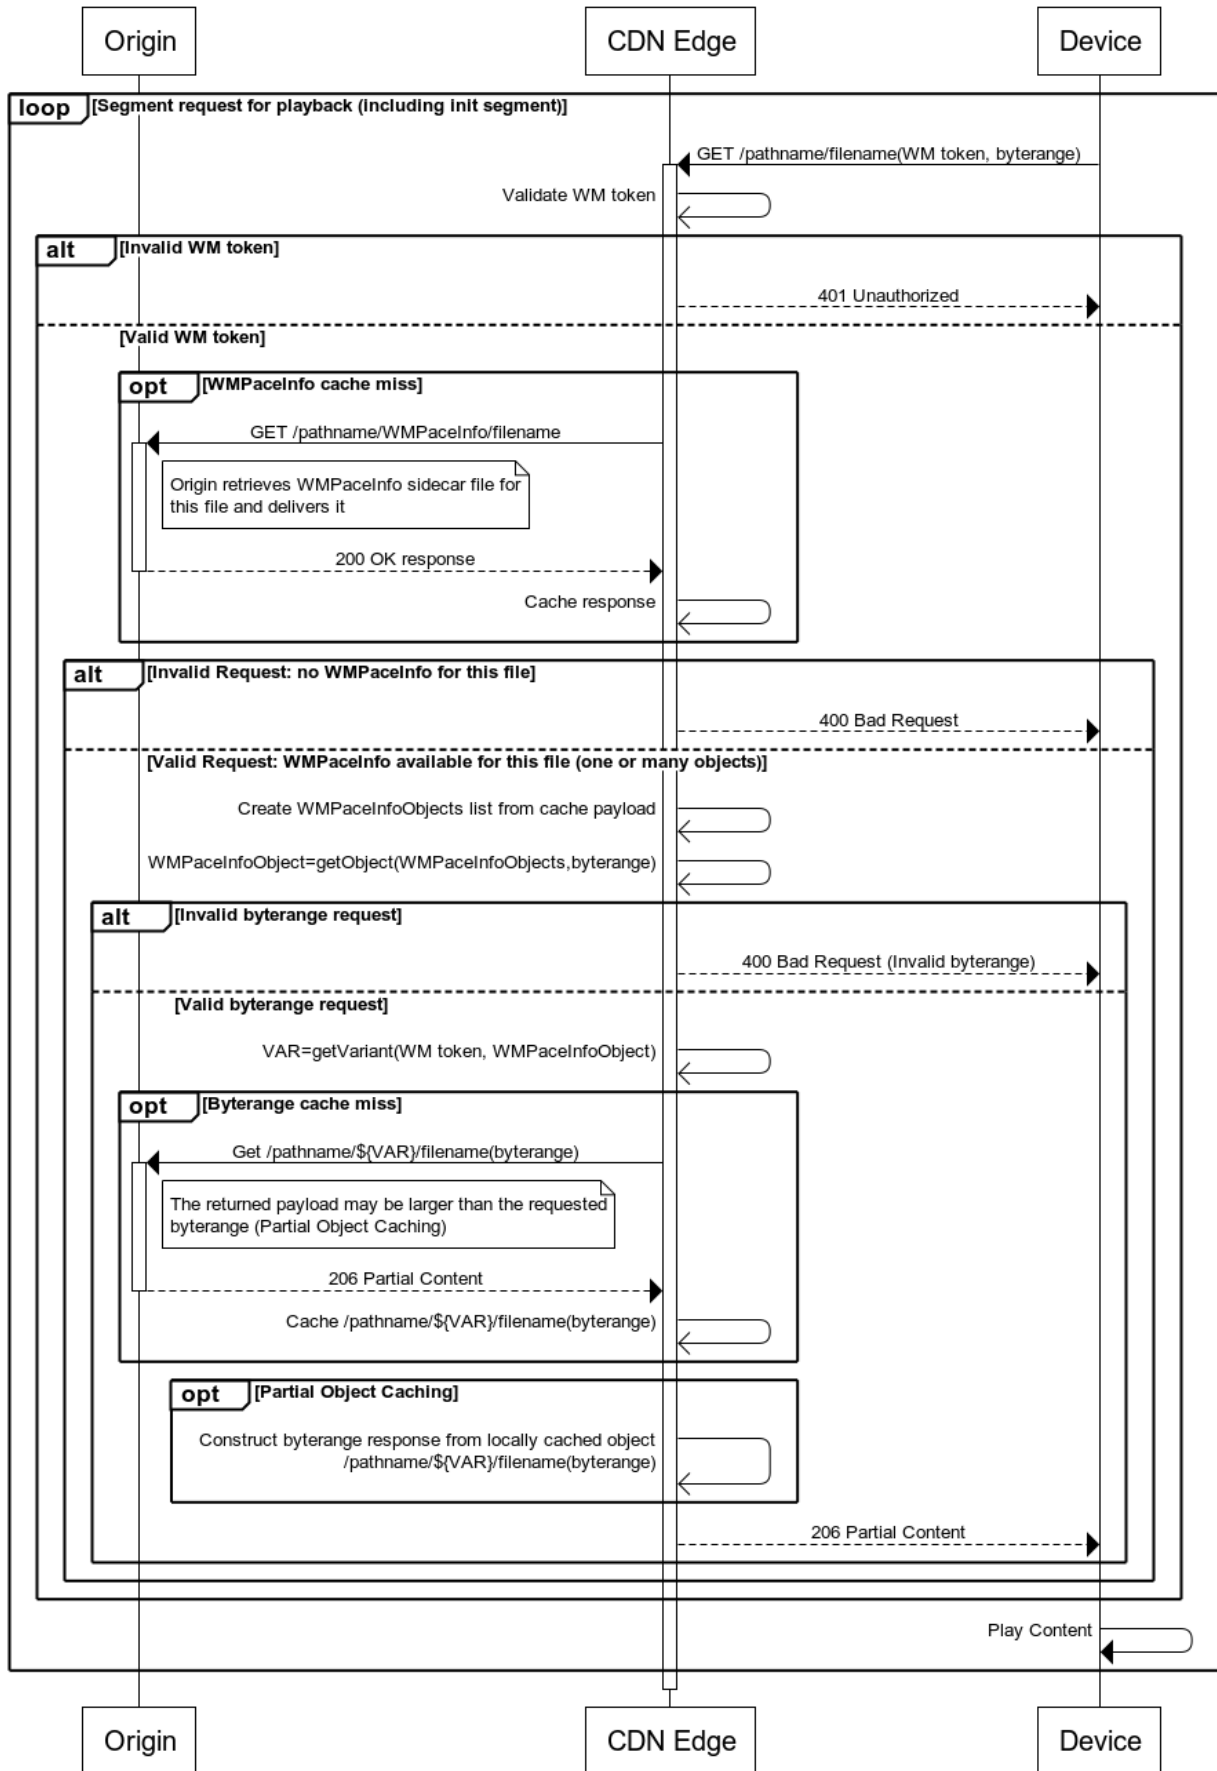 Origin
CDN Edge
Device
loop
[Segment request for playback (including init segment)]
GET /pathname/filename(WM token, byterange)
Validate WM token
alt
[Invalid WM token]
401 Unauthorized
[Valid WM token]
opt
[WMPaceInfo cache miss]
GET /pathname/WMPaceInfo/filename
Origin retrieves WMPaceInfo sidecar file for
this file and delivers it
200 OK response
Cache response
alt
[Invalid Request: no WMPaceInfo for this file]
400 Bad Request
[Valid Request: WMPaceInfo available for this file (one or many objects)]
Create WMPaceInfoObjects list from cache payload
WMPaceInfoObject=getObject(WMPaceInfoObjects,byterange)
alt
[Invalid byterange request]
400 Bad Request (Invalid byterange)
[Valid byterange request]
VAR=getVariant(WM token, WMPaceInfoObject)
opt
[Byterange cache miss]
Get /pathname/${VAR}/filename(byterange)
The returned payload may be larger than the requested
byterange (Partial Object Caching)
206 Partial Content
Cache /pathname/${VAR}/filename(byterange)
opt
[Partial Object Caching]
Construct byterange response from locally cached object
/pathname/${VAR}/filename(byterange)
206 Partial Content
Play Content
Origin
CDN Edge
Device